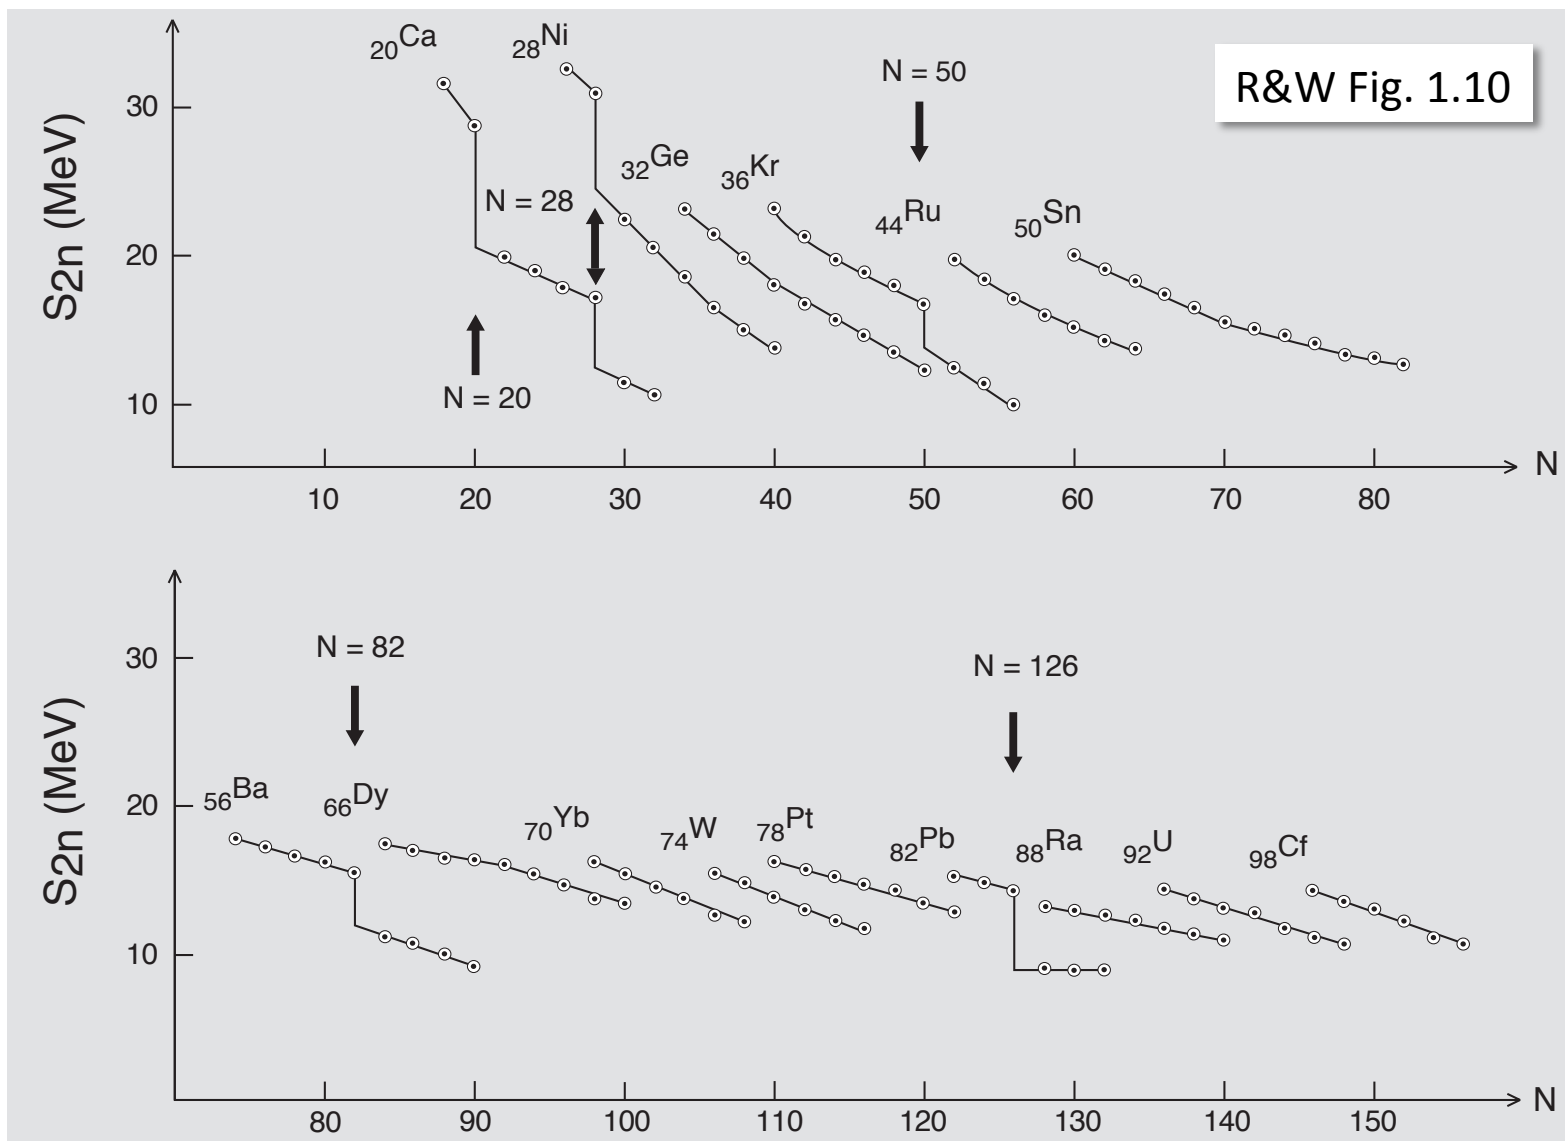 20Ca
28Ni
N = 50
R&W Fig. 1.10
30
32Ge
36Kr
N = 28
44Ru
50Sn
S2n (MeV)
20
N = 20
10
N
10 20 30 40 50 60 70 80
N = 82
N = 126
30
S2n (MeV)
20
56Ba
66Dy
70Yb
74W
78Pt
82Pb
88Ra
92U
98Cf
10
N
80 90 100 110 120 130 140 150